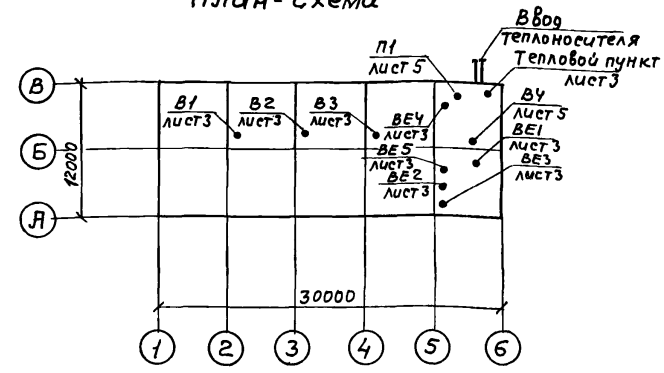 План-схема
Ввод
теплоносителя
П1
лист 5
Тепловой пункт
лист 3
В
В1
лист 3
В2
лист 3
В3
лист 3
ВЕ4
лист 3
В4
лист 5
Б
ВЕ5
лист 3
ВЕ1
лист 3
ВЕ2
лист 3
ВЕ3
лист 3
12000
А
30000
1
2
3
4
5
6